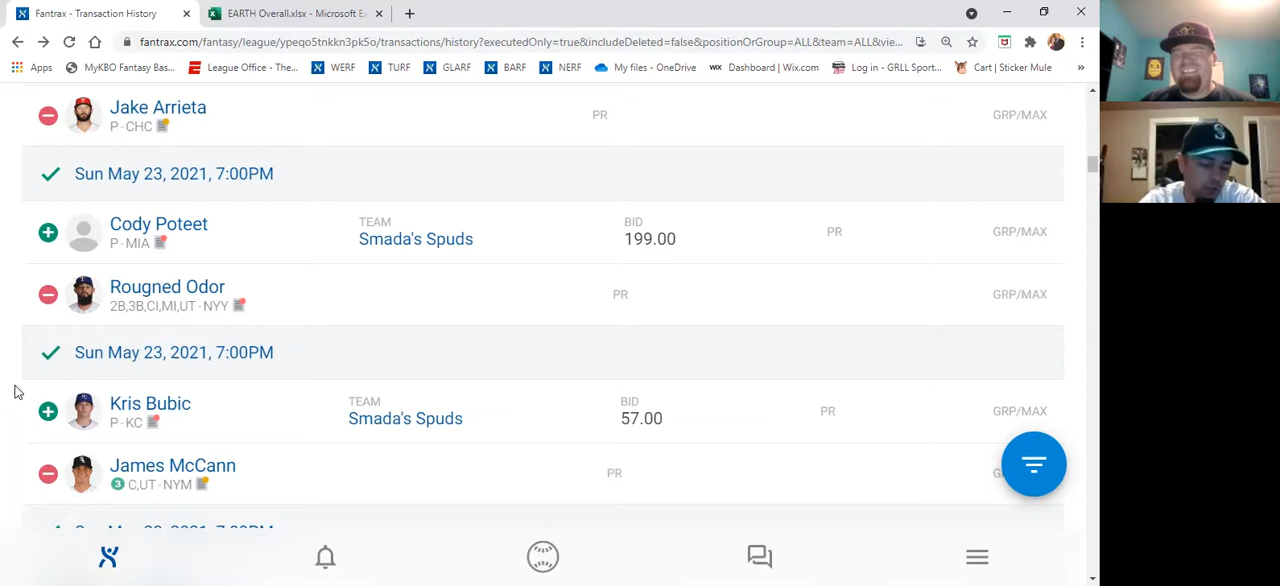 Fantrax - Transaction History
EARTH Overall.xlsx - Microsoft Ex
fantrax.com/fantasy/league/ypeqo5tnkkn3pk5o/transactions/history?executedOnly=true&includeDeleted=false&positionOrGroup=ALL&team=ALL&vie...
Apps MyKBO Fantasy Bas... League Office - The... WERF TURF GLARF BARF NERF My files - OneDrive WIX Dashboard | Wix.com Log in - GRLL Sport... Cart | Sticker Mule »
Jake Arrieta
P - CHC
PR
GRP/MAX
Sun May 23, 2021, 7:00PM
Cody Poteet
P - MIA
TEAM
Smada's Spuds
BID
199.00
PR
GRP/MAX
Rougned Odor
2B,3B,CI,MI,UT - NYY
PR
GRP/MAX
Sun May 23, 2021, 7:00PM
Kris Bubic
P - KC
TEAM
Smada's Spuds
BID
57.00
PR
GRP/MAX
James McCann
3 C,UT - NYM
PR